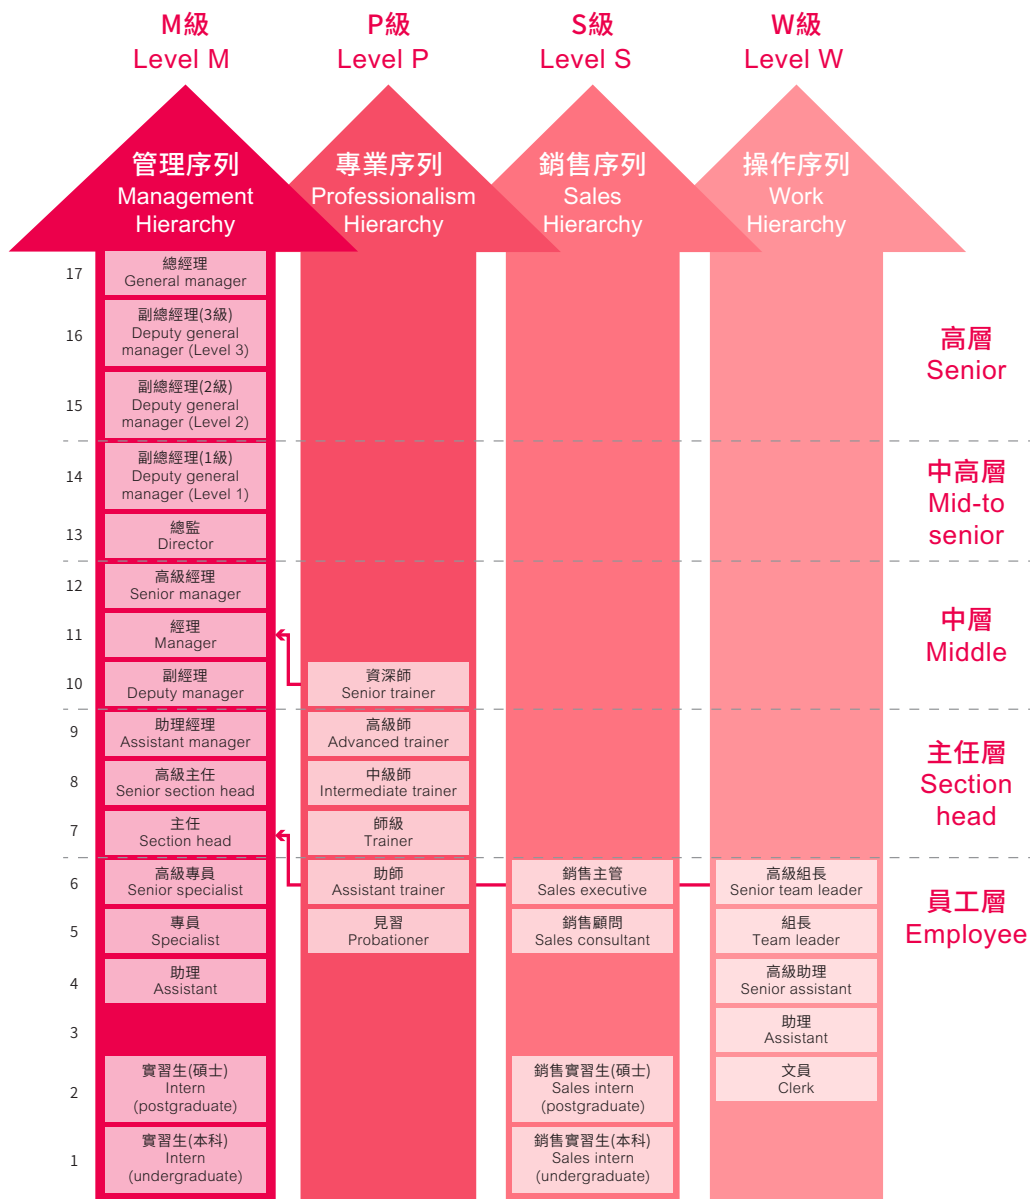 M級
Level M
P級
Level P
S級
Level S
W級
Level W
管理序列
Management
Hierarchy
專業序列
Professionalism
Hierarchy
銷售序列
Sales
Hierarchy
操作序列
Work
Hierarchy
17
總經理
General manager
16
副總經理(3級)
Deputy general
manager (Level 3)
15
副總經理(2級)
Deputy general
manager (Level 2)
高層
Senior
14
副總經理(1級)
Deputy general
manager (Level 1)
13
總監
Director
中高層
Mid-to
senior
12
高級經理
Senior manager
11
經理
Manager
10
副經理
Deputy manager
資深師
Senior trainer
中層
Middle
9
助理經理
Assistant manager
高級師
Advanced trainer
8
高級主任
Senior section head
中級師
Intermediate trainer
7
主任
Section head
師級
Trainer
主任層
Section
head
6
高級專員
Senior specialist
助師
Assistant trainer
銷售主管
Sales executive
高級組長
Senior team leader
5
專員
Specialist
見習
Probationer
銷售顧問
Sales consultant
組長
Team leader
員工層
Employee
4
助理
Assistant
高級助理
Senior assistant
3
助理
Assistant
2
實習生(碩士)
Intern
(postgraduate)
銷售實習生(碩士)
Sales intern
(postgraduate)
文員
Clerk
1
實習生(本科)
Intern
(undergraduate)
銷售實習生(本科)
Sales intern
(undergraduate)